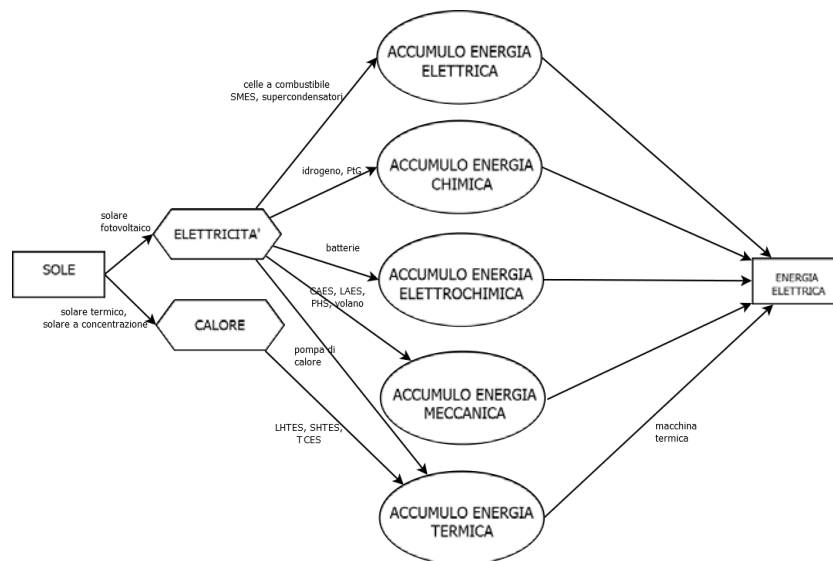 ACCUMULO ENERGIA
ELETTRICA
celle a combustibile
SMES, supercondensatori
ACCUMULO ENERGIA
CHIMICA
idrogeno, PtG
solare
fotovoltaico
ELETTRICITA'
batterie
SOLE
ACCUMULO ENERGIA
ELETTROCHIMICA
ENERGIA
ELETTRICA
CAES, LAES,
PHS, volano
solare termico,
solare a concentrazione
CALORE
pompa di
calore
ACCUMULO ENERGIA
MECCANICA
LHTES, SHTES,
TCES
macchina
termica
ACCUMULO ENERGIA
TERMICA